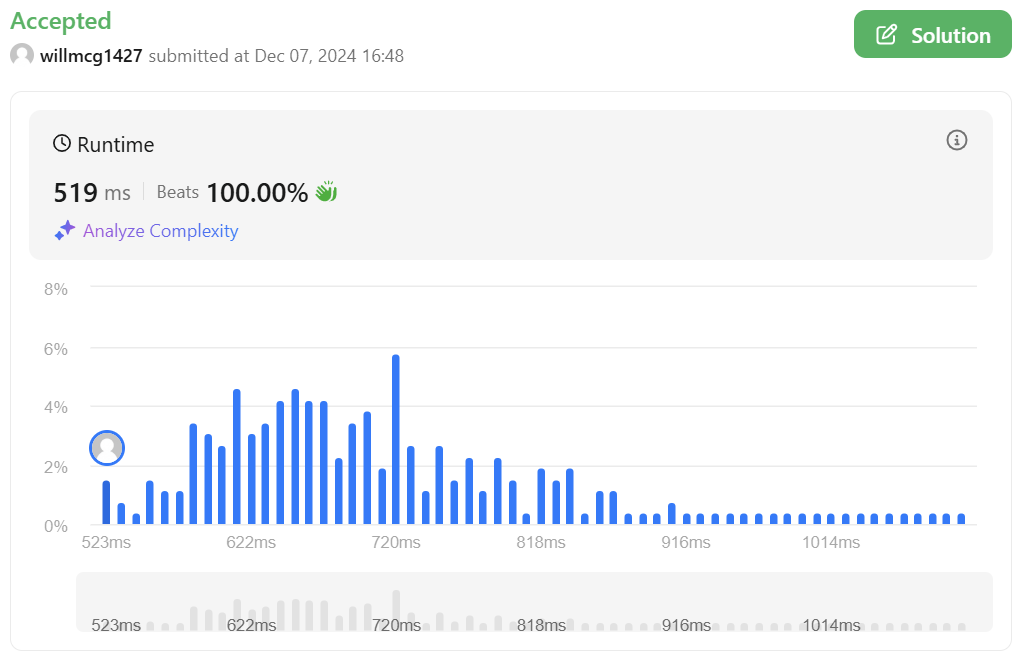 Accepted
Solution
willmcg1427 submitted at Dec 07, 2024 16:48
Runtime
519 ms Beats 100.00%
Analyze Complexity
8%
6%
4%
2%
0%
523ms 622ms 720ms 818ms 916ms 1014ms
523ms 622ms 720ms 818ms 916ms 1014ms